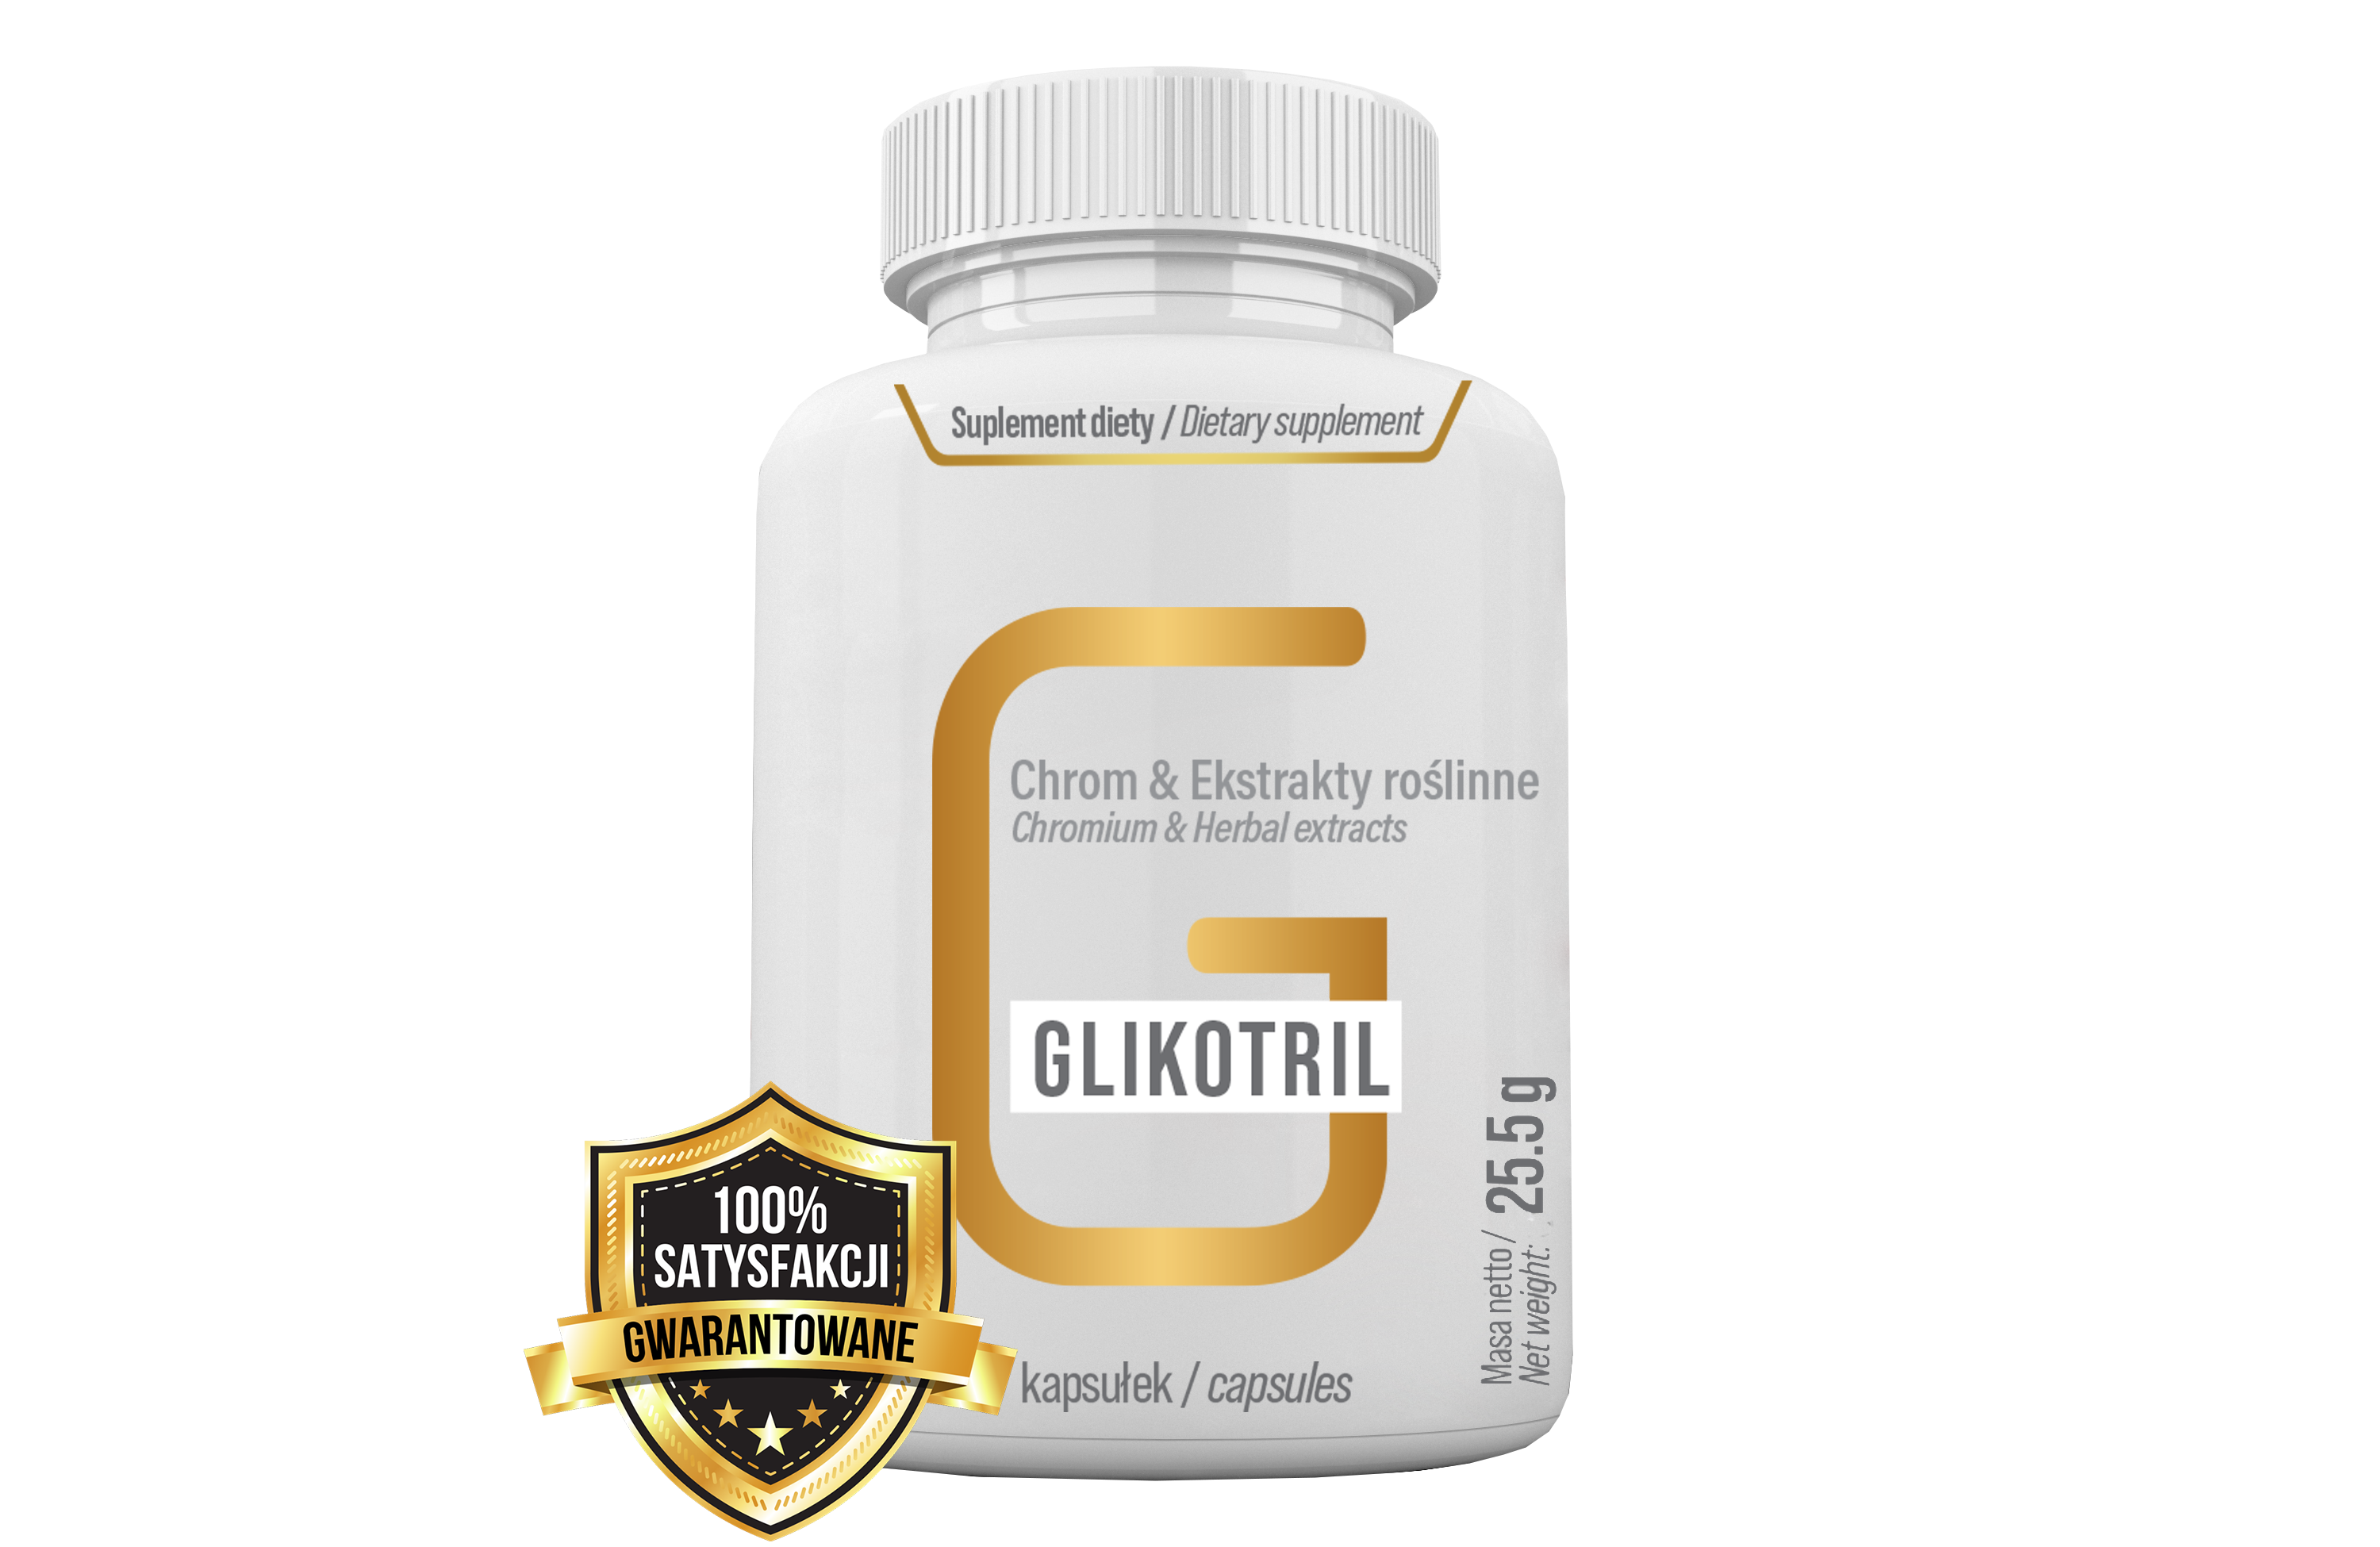 Suplement diety / Dietary supplement
Chrom & Ekstrakty roślinne
Chromium & Herbal extracts
GLIKOTRIL
Masa netto /
Net weight: 25.5 g
100%
SATYSFAKCJI
GWARANTOWANE
kapsułek / capsules